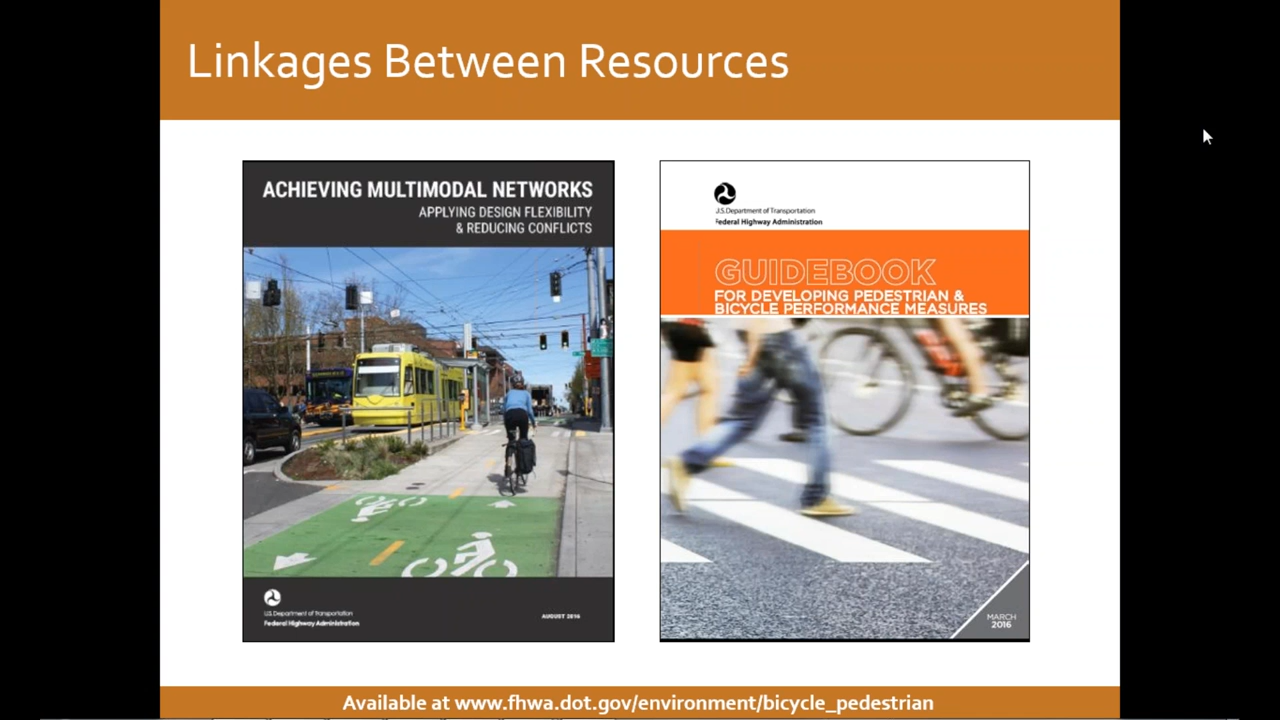 Linkages Between Resources
ACHIEVING MULTIMODAL NETWORKS
APPLYING DESIGN FLEXIBILITY
& REDUCING CONFLICTS
U.S. Department of Transportation
Federal Highway Administration
AUGUST 2016
U.S.Department of Transportation
Federal Highway Administration
GUIDEBOOK
FOR DEVELOPING PEDESTRIAN &
BICYCLE PERFORMANCE MEASURES
MARCH
2016
Available at www.fhwa.dot.gov/environment/bicycle_pedestrian